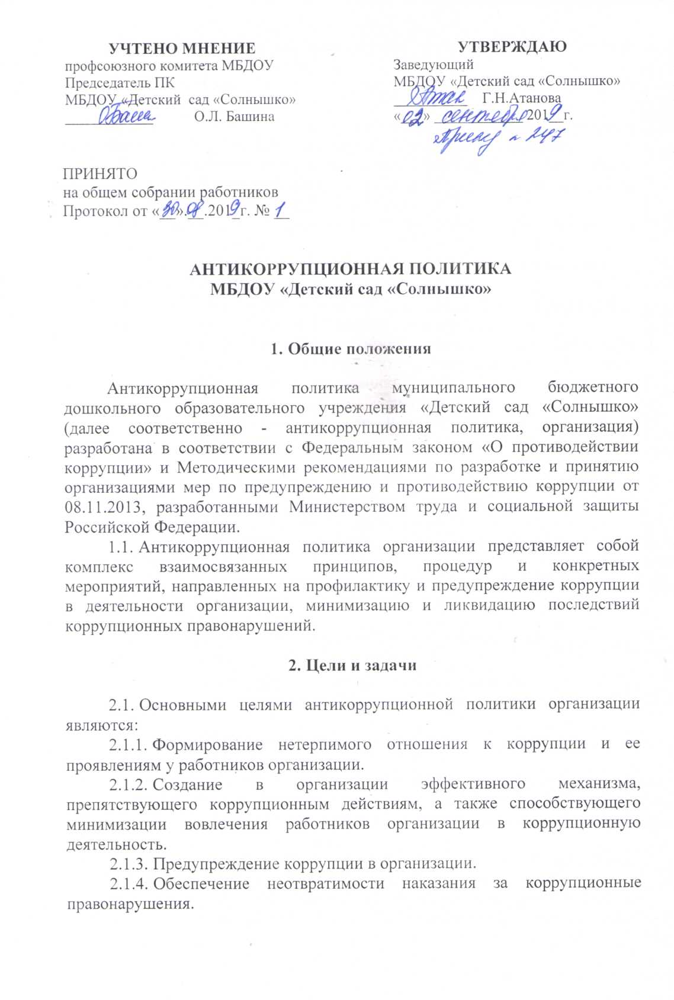 УЧТЕНО МНЕНИЕ
профсоюзного комитета МБДОУ
Председатель ПК
МБДОУ «Детский сад «Солнышко»
О.Л. Башина
УТВЕРЖДАЮ
Заведующий
МБДОУ «Детский сад «Солнышко»
Г.Н.Атанова
«02» сентября 2019 г.
Приказ № 247
ПРИНЯТО
на общем собрании работников
Протокол от «30».08.2019 г. № 1
АНТИКОРРУПЦИОННАЯ ПОЛИТИКА
МБДОУ «Детский сад «Солнышко»
1. Общие положения
Антикоррупционная политика муниципального бюджетного
дошкольного образовательного учреждения «Детский сад «Солнышко»
(далее соответственно - антикоррупционная политика, организация)
разработана в соответствии с Федеральным законом «О противодействии
коррупции» и Методическими рекомендациями по разработке и принятию
организациями мер по предупреждению и противодействию коррупции от
08.11.2013, разработанными Министерством труда и социальной защиты
Российской Федерации.
1.1. Антикоррупционная политика организации представляет собой
комплекс взаимосвязанных принципов, процедур и конкретных
мероприятий, направленных на профилактику и предупреждение коррупции
в деятельности организации, минимизацию и ликвидацию последствий
коррупционных правонарушений.
2. Цели и задачи
2.1. Основными целями антикоррупционной политики организации
являются:
2.1.1. Формирование нетерпимого отношения к коррупции и ее
проявлениям у работников организации.
2.1.2. Создание в организации эффективного механизма,
препятствующего коррупционным действиям, а также способствующего
минимизации вовлечения работников организации в коррупционную
деятельность.
2.1.3. Предупреждение коррупции в организации.
2.1.4. Обеспечение неотвратимости наказания за коррупционные
правонарушения.